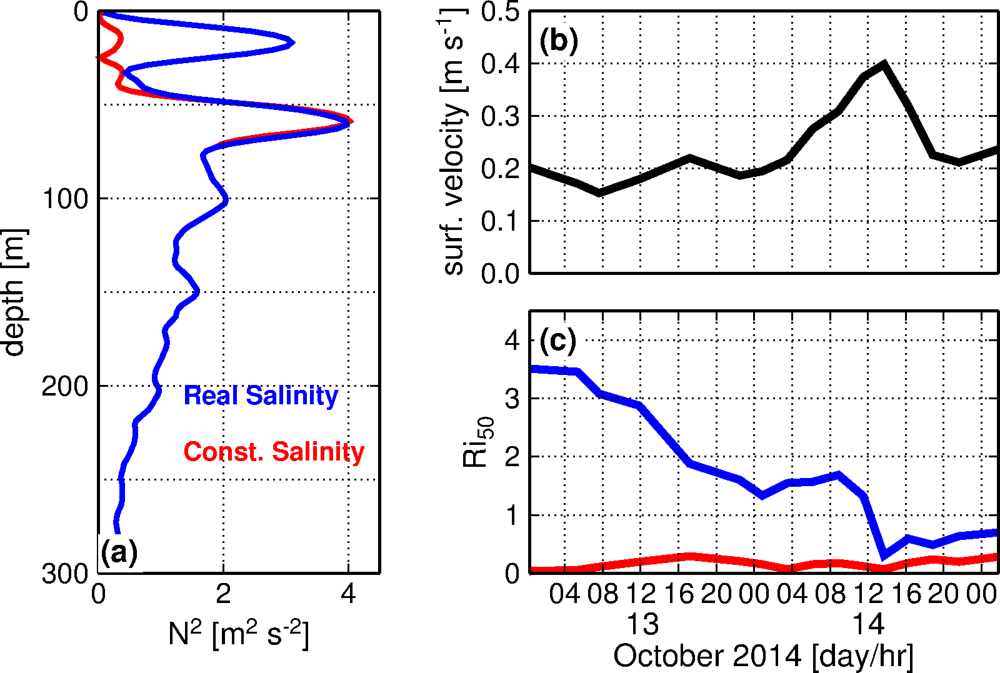 0
100
200
300
depth [m]
0 2 4
N² [m² s⁻²]
Real Salinity
Const. Salinity
(a)
0.5
0.4
0.3
0.2
0.1
0.0
surf. velocity [m s⁻¹]
(b)
4
3
2
1
0
Ri₅₀
(c)
04 08 12 16 20 00 04 08 12 16 20 00
13 14
October 2014 [day/hr]